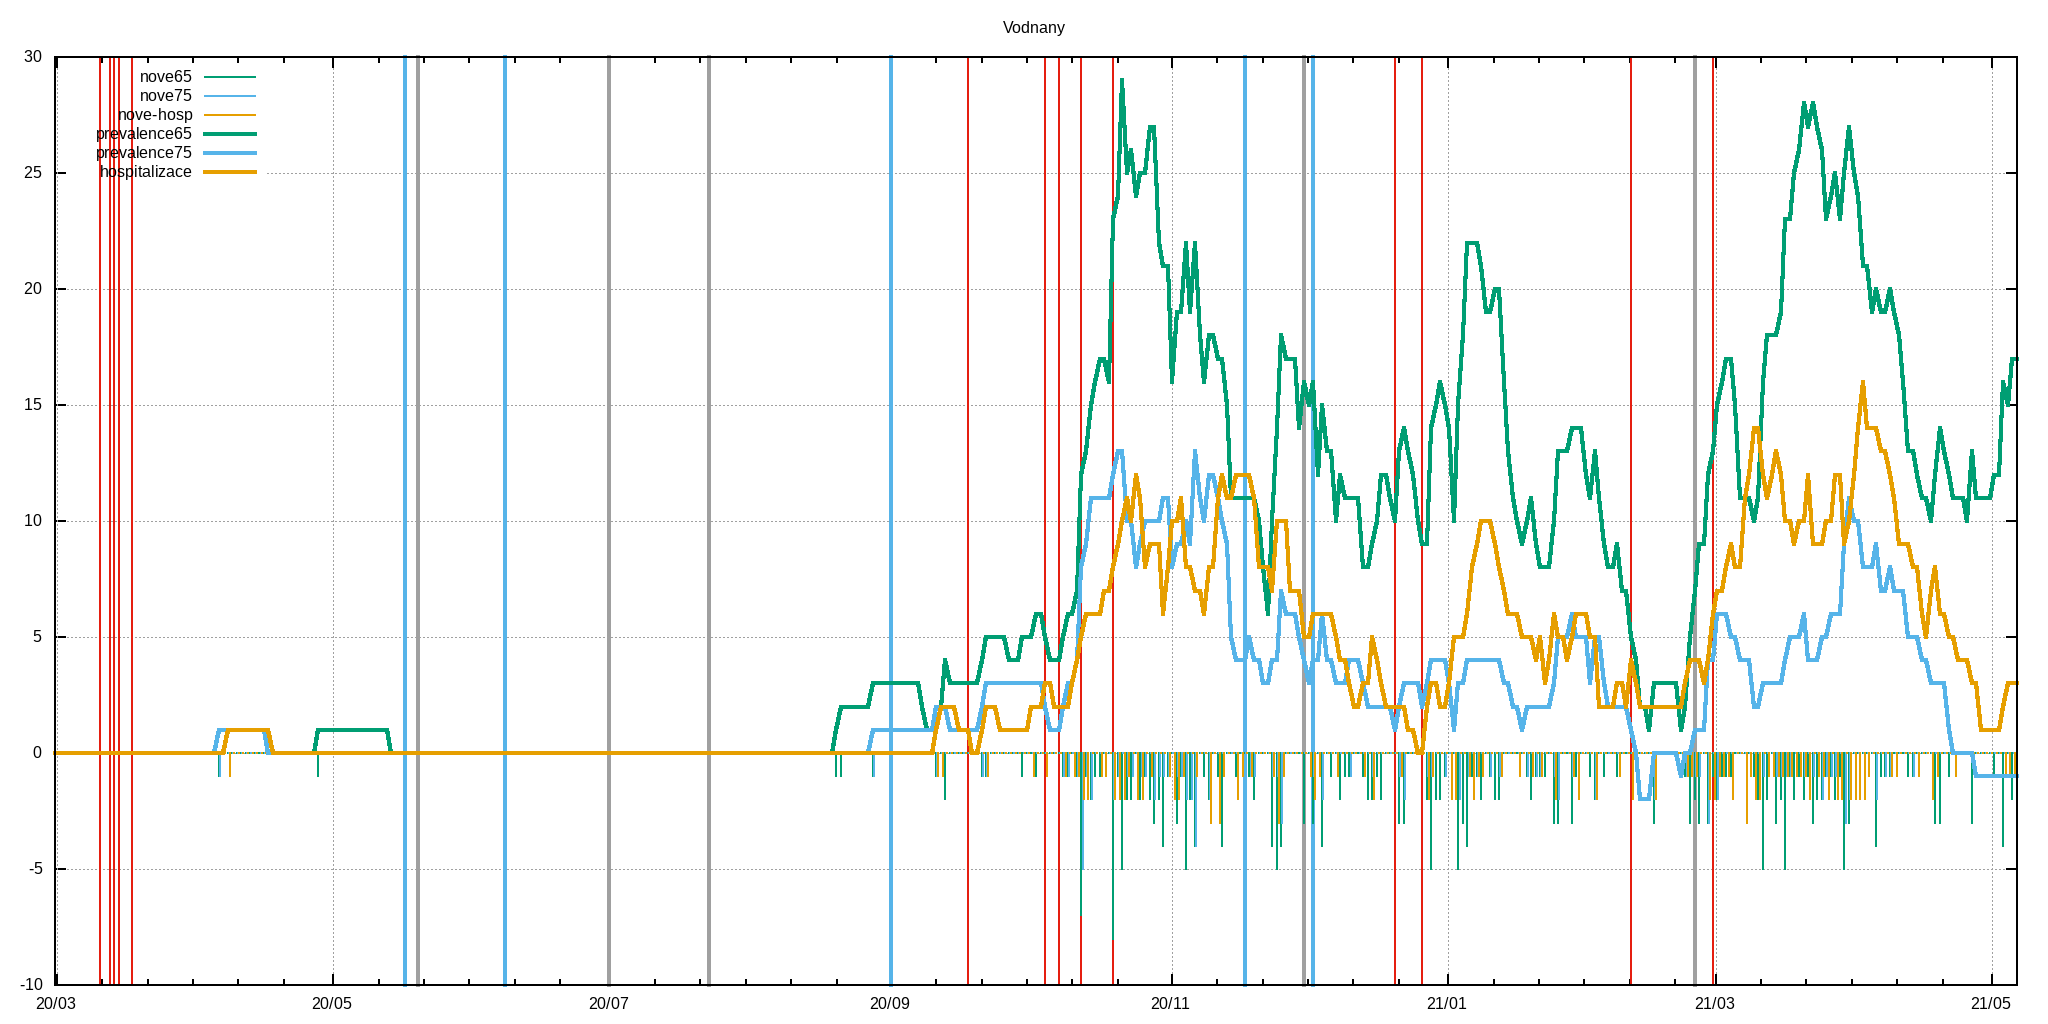 Vodnany
30
nove65
nove75
nove-hosp
prevalence65
prevalence75
hospitalizace
25
20
15
10
5
0
-5
-10
20/03 20/05 20/07 20/09 20/11 21/01 21/03 21/05